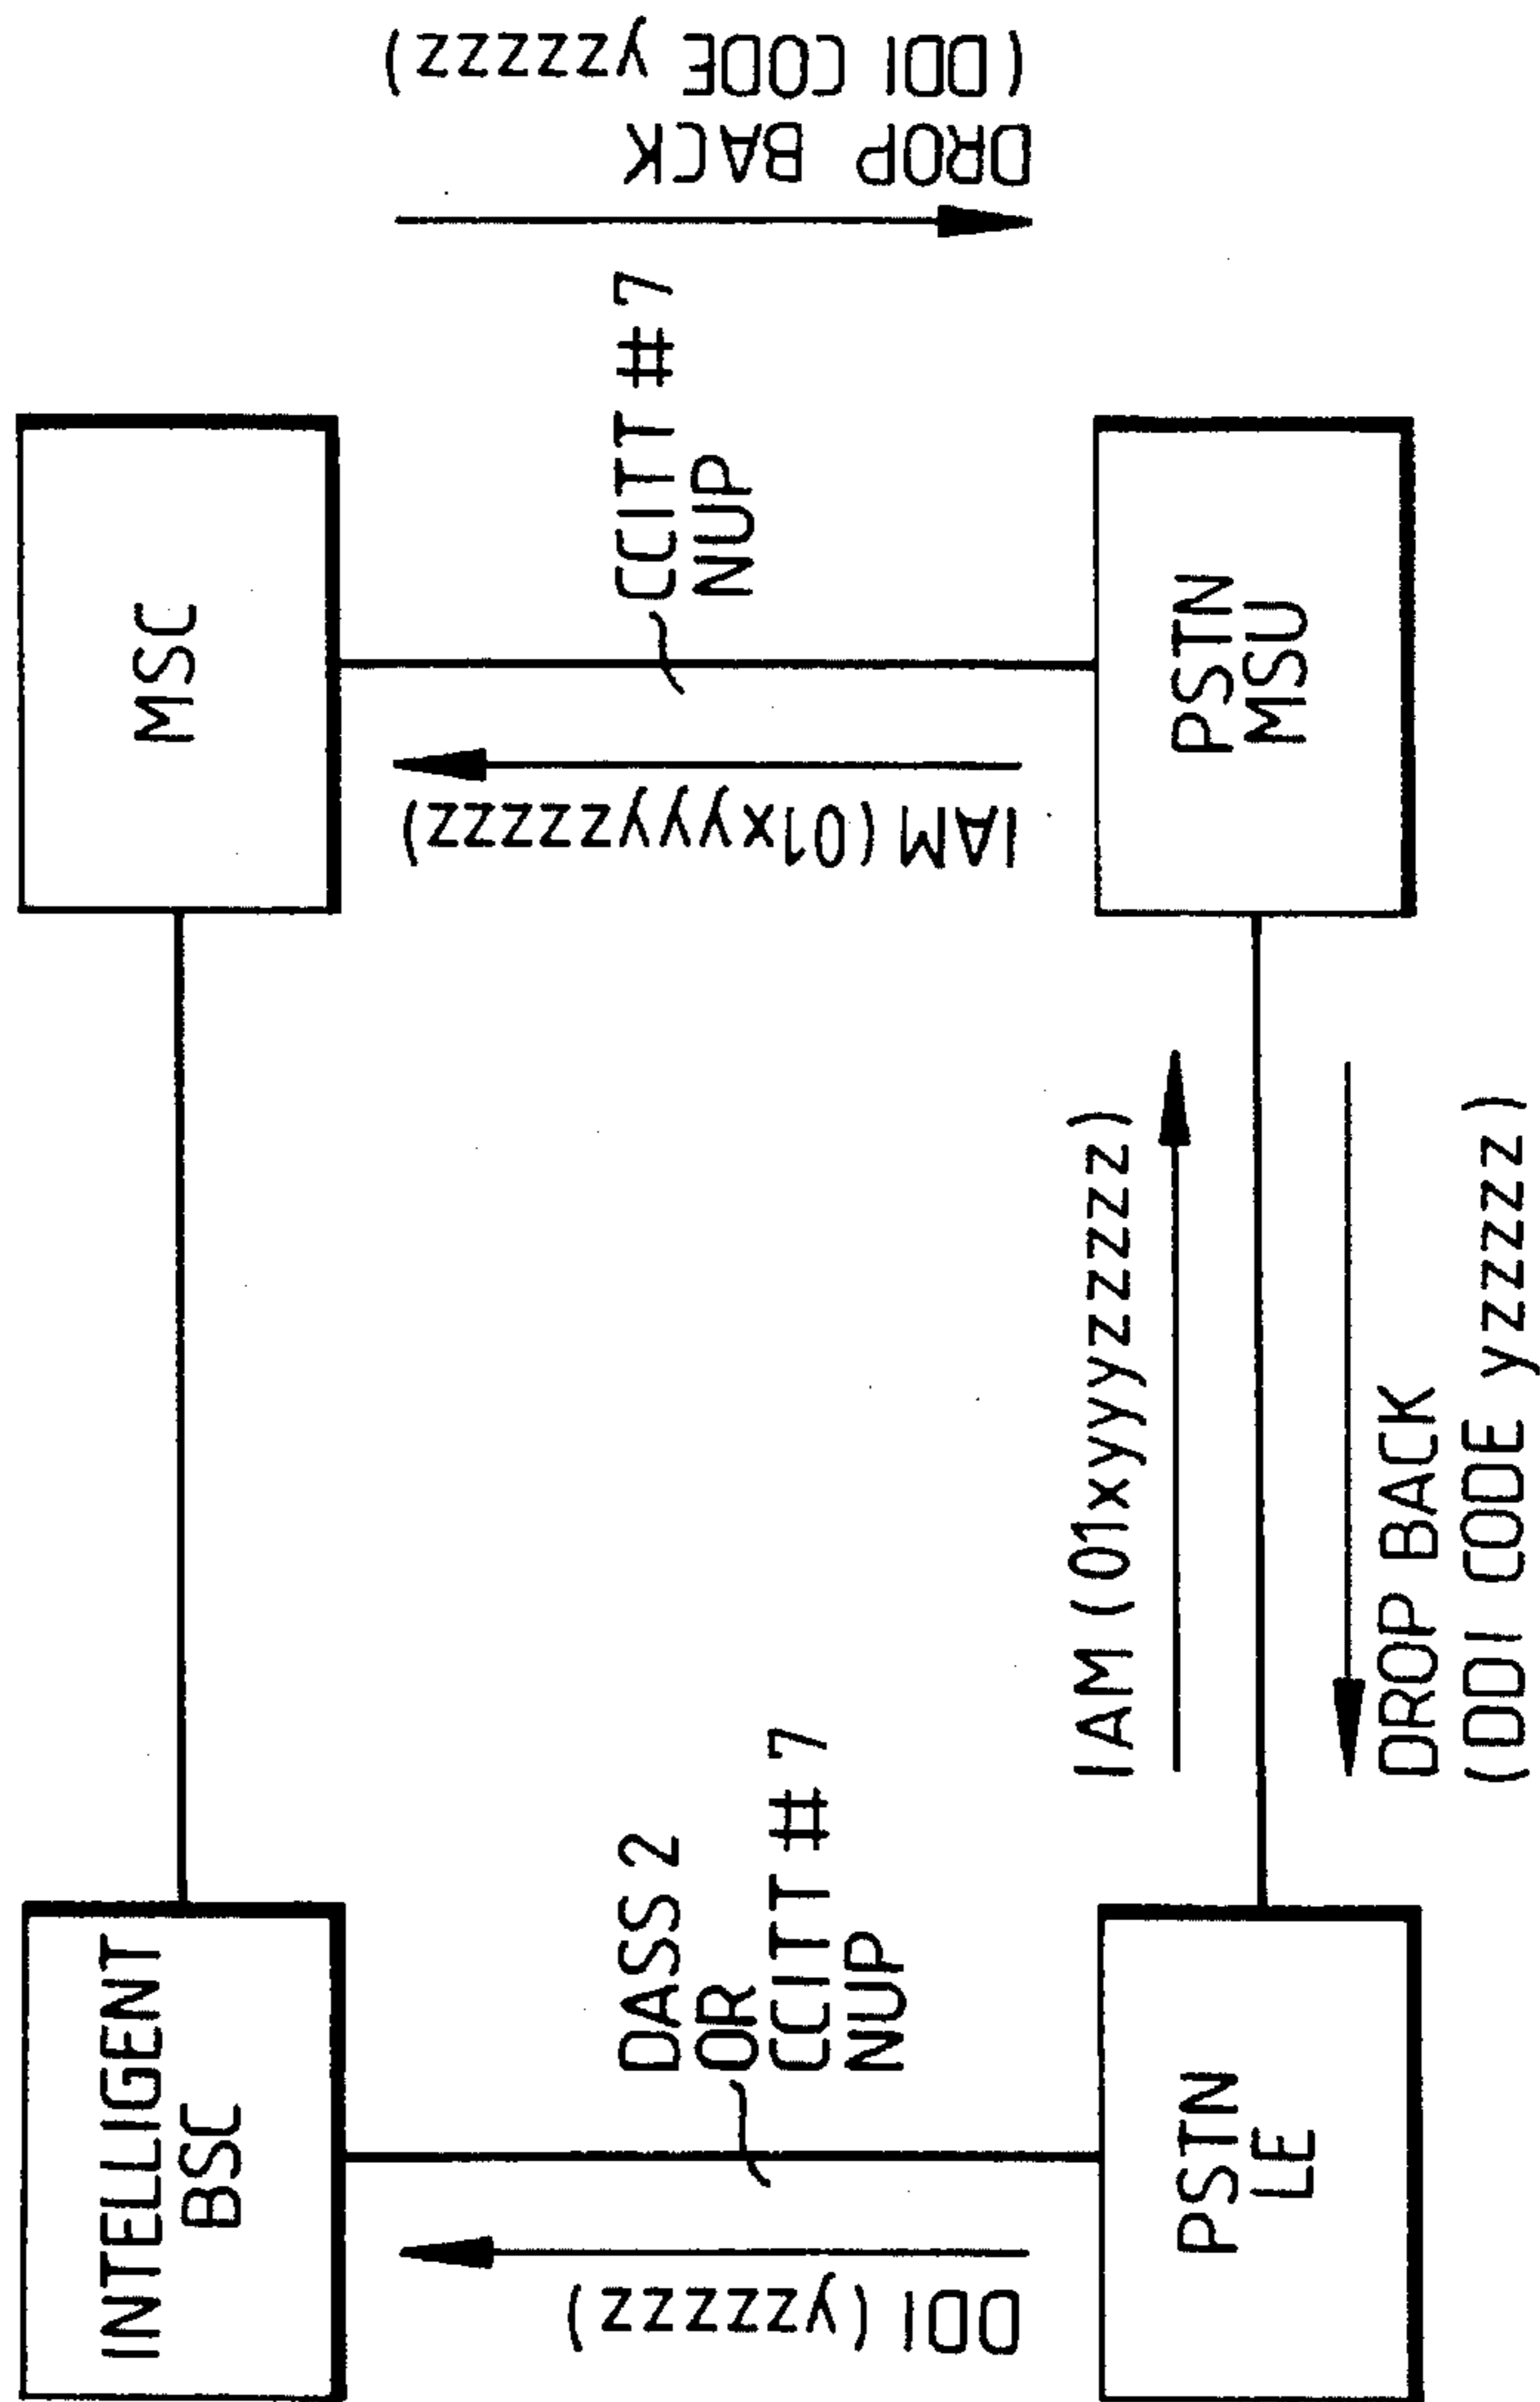 INTELLIGENT
BSC
MSC
DDI (yzzzzz)
DASS 2
OR
CCITT # 7
NUP
IAM (01xyyyzzzzz)
CCITT # 7
NUP
DROP BACK
(DDI CODE yzzzzz)
PSTN
LE
IAM (01xyyyzzzzz)
PSTN
MSU
DROP BACK
(DDI CODE yzzzzz)